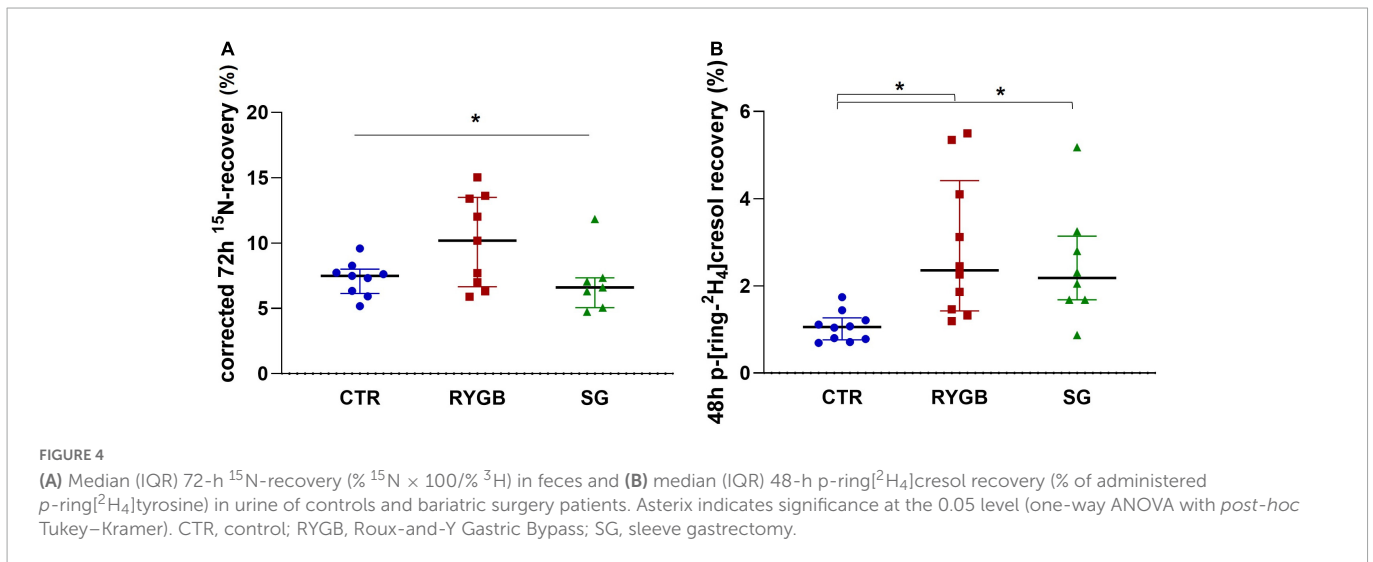 A
corrected 72h ¹⁵N-recovery (%)
20
15
10
5
0
*
CTR RYGB SG
B
48h p-[ring-²H₄]cresol recovery (%)
6
4
2
0
* *
CTR RYGB SG
FIGURE 4
(A) Median (IQR) 72-h ¹⁵N-recovery (% ¹⁵N × 100/% ³H) in feces and (B) median (IQR) 48-h p-ring[²H₄]cresol recovery (% of administered
p-ring[²H₄]tyrosine) in urine of controls and bariatric surgery patients. Asterix indicates significance at the 0.05 level (one-way ANOVA with post-hoc
Tukey–Kramer). CTR, control; RYGB, Roux-and-Y Gastric Bypass; SG, sleeve gastrectomy.